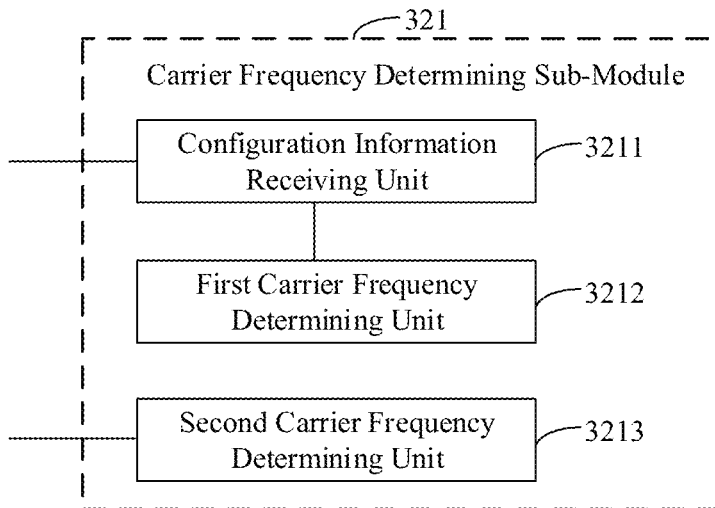 321
Carrier Frequency Determining Sub-Module
Configuration Information
Receiving Unit
3211
First Carrier Frequency
Determining Unit
3212
Second Carrier Frequency
Determining Unit
3213